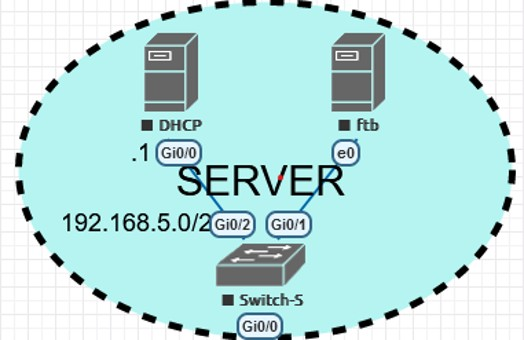 DHCP
ftb
.1
Gi0/0
e0
SERVER
192.168.5.0/2
Gi0/2
Gi0/1
Switch-S
Gi0/0